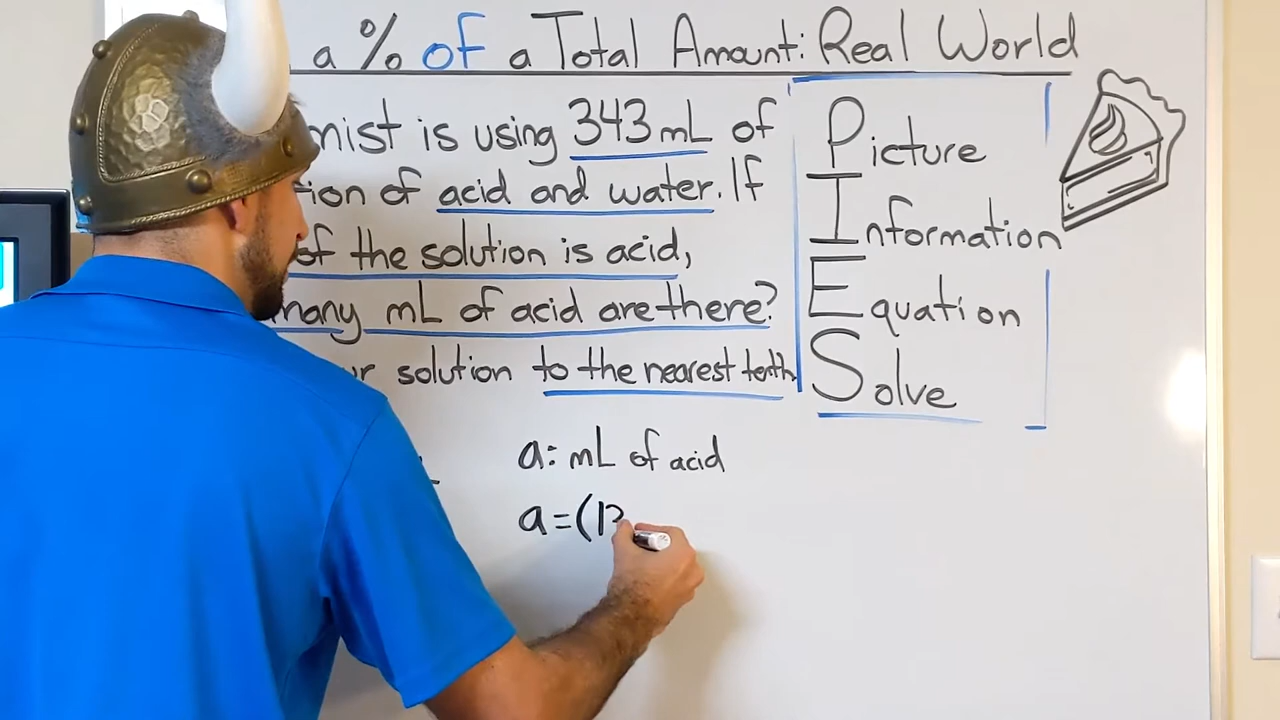 a % of a Total Amount: Real World
mist is using 343 mL of
tion of acid and water. If
of the solution is acid,
many mL of acid are there?
ur solution to the nearest tenth
Picture
Information
Equation
Solve
a: mL of acid
a = (13